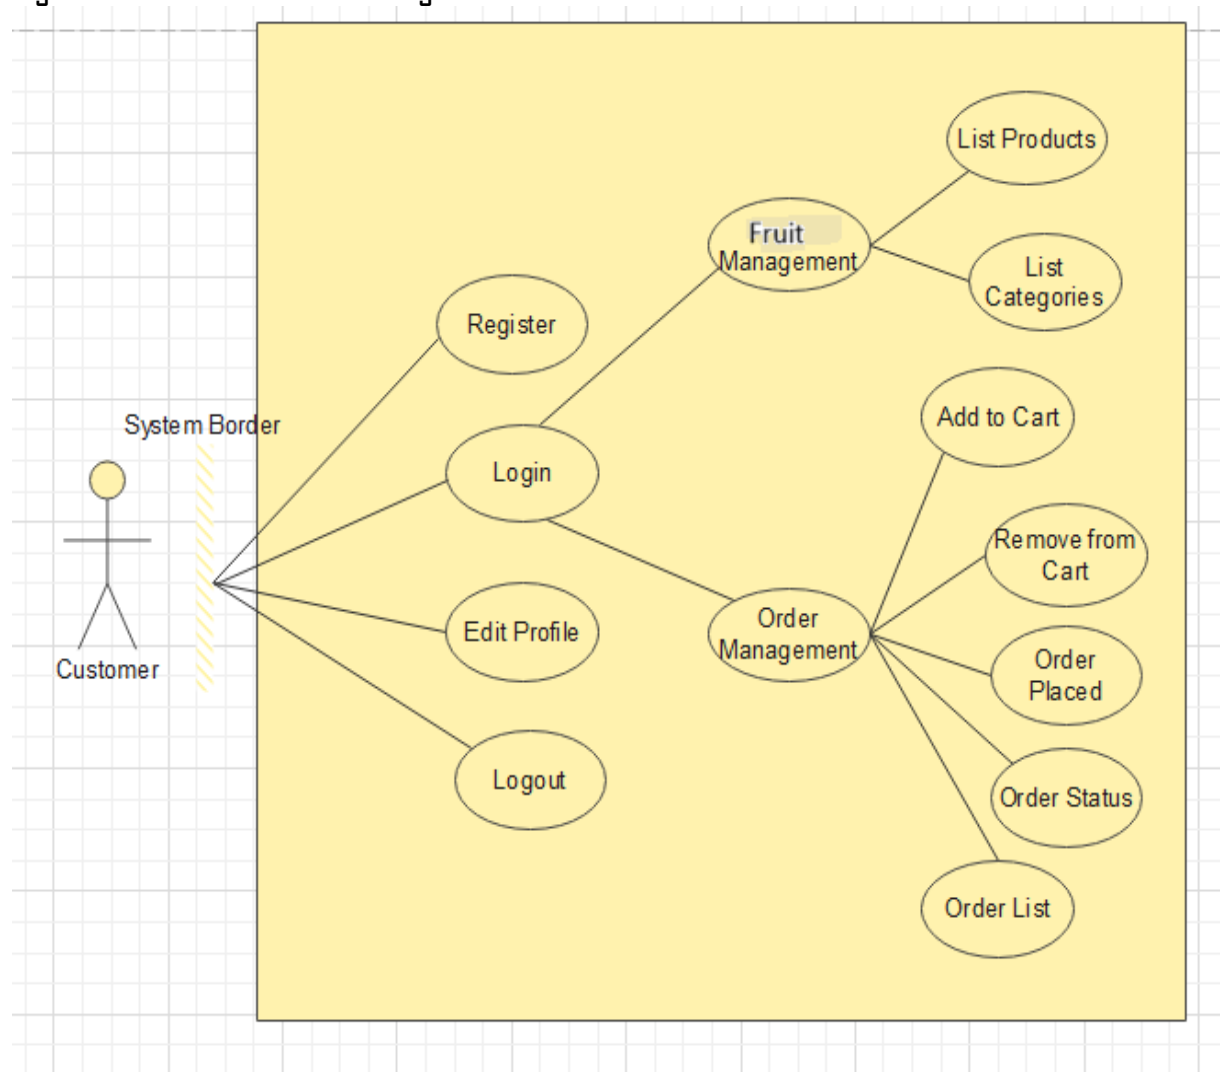 List Products
Fruit
Management
List
Categories
Register
Add to Cart
System Border
Login
Remove from
Cart
Order
Management
Edit Profile
Order
Placed
Customer
Logout
Order Status
Order List